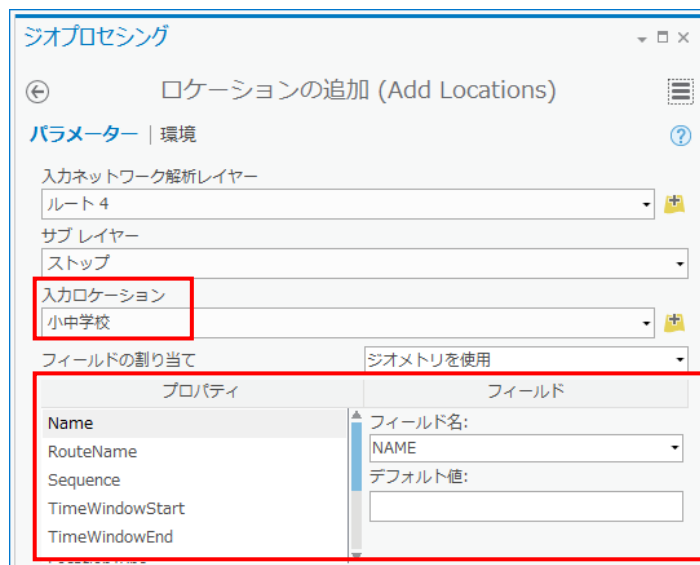 ジオプロセシング
ロケーションの追加 (Add Locations)
パラメーター | 環境
入力ネットワーク解析レイヤー
ルート 4
サブ レイヤー
ストップ
入力ロケーション
小中学校
フィールドの割り当て ジオメトリを使用
プロパティ フィールド
Name フィールド名:
RouteName NAME
Sequence デフォルト値:
TimeWindowStart
TimeWindowEnd